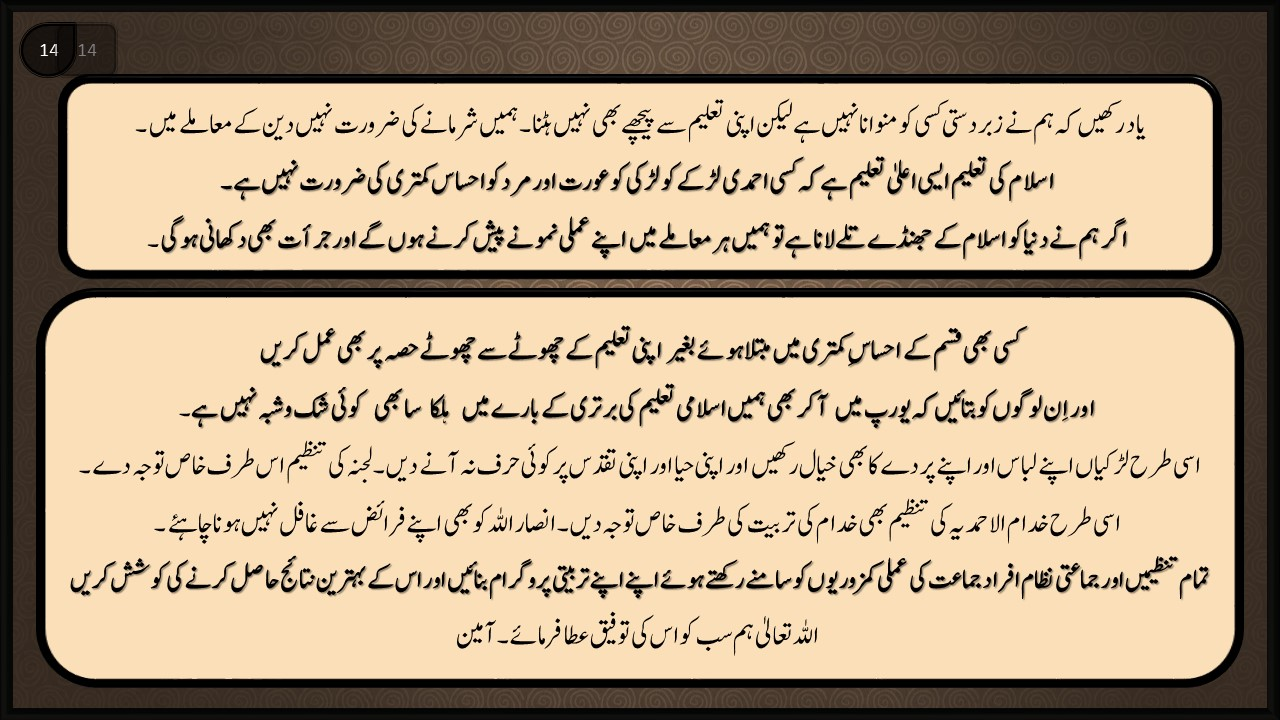 14 14
یاد رکھیں کہ ہم نے زبردستی کسی کو منوانا نہیں ہے لیکن اپنی تعلیم سے پیچھے بھی نہیں ہٹنا۔ ہمیں شرمانے کی ضرورت نہیں دین کے معاملے میں۔
اسلام کی تعلیم ایسی اعلیٰ تعلیم ہے کہ کسی احمدی لڑکے کو لڑکی کو عورت اور مرد کو احساس کمتری کی ضرورت نہیں ہے۔
اگر ہم نے دنیا کو اسلام کے جھنڈے تلے لانا ہے تو ہمیں ہر معاملے میں اپنے عملی نمونے پیش کرنے ہوں گے اور جرأت بھی دکھانی ہو گی۔
کسی بھی قسم کے احساسِ کمتری میں مبتلا ہوئے بغیر اپنی تعلیم کے چھوٹے سے چھوٹے حصہ پر بھی عمل کریں
اور اِن لوگوں کو بتائیں کہ یورپ میں آکر بھی ہمیں اسلامی تعلیم کی برتری کے بارے میں ہلکا سا بھی کوئی شک و شبہ نہیں ہے۔
اسی طرح لڑکیاں اپنے لباس اور اپنے پردے کا بھی خیال رکھیں اور اپنی حیا اور اپنی تقدس پر کوئی حرف نہ آنے دیں۔ لجنہ کی تنظیم اس طرف خاص توجہ دے۔
اسی طرح خدام الاحمدیہ کی تنظیم بھی خدام کی تربیت کی طرف خاص توجہ دیں۔ انصار اللہ کو بھی اپنے فرائض سے غافل نہیں ہونا چاہئے۔
تمام تنظیمیں اور جماعتی نظام افراد جماعت کی عملی کمزوریوں کو سامنے رکھتے ہوئے اپنے اپنے تربیتی پروگرام بنائیں اور اس کے بہترین نتائج حاصل کرنے کی کوشش کریں
اللہ تعالیٰ ہم سب کو اس کی توفیق عطا فرمائے۔ آمین